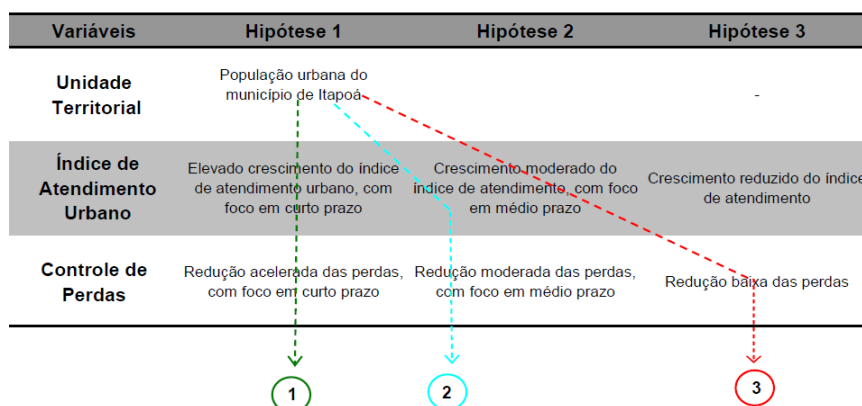 Variáveis Hipótese 1 Hipótese 2 Hipótese 3
Unidade
Territorial
População urbana do
município de Itapoá
-
Índice de
Atendimento
Urbano
Elevado crescimento do índice
de atendimento urbano, com
foco em curto prazo
Crescimento moderado do
índice de atendimento, com foco
em médio prazo
Crescimento reduzido do índice
de atendimento
Controle de
Perdas
Redução acelerada das perdas,
com foco em curto prazo
Redução moderada das perdas,
com foco em médio prazo
Redução baixa das perdas
1
2
3